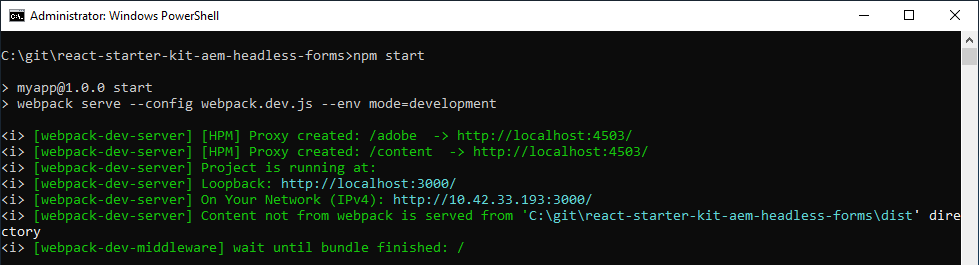 Administrator: Windows PowerShell
C:\git\react-starter-kit-aem-headless-forms>npm start
> myapp@1.0.0 start
> webpack serve --config webpack.dev.js --env mode=development
<i> [webpack-dev-server] [HPM] Proxy created: /adobe  -> http://localhost:4503/
<i> [webpack-dev-server] [HPM] Proxy created: /content  -> http://localhost:4503/
<i> [webpack-dev-server] Project is running at:
<i> [webpack-dev-server] Loopback: http://localhost:3000/
<i> [webpack-dev-server] On Your Network (IPv4): http://10.42.33.193:3000/
<i> [webpack-dev-server] Content not from webpack is served from 'C:\git\react-starter-kit-aem-headless-forms\dist' dire
ctory
<i> [webpack-dev-middleware] wait until bundle finished: /